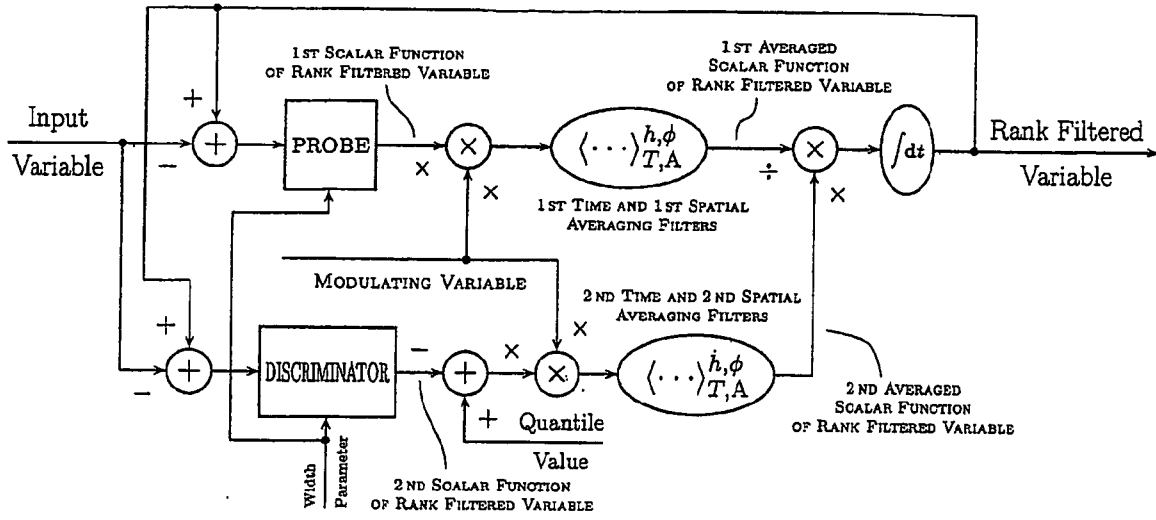 1ST SCALAR FUNCTION
OF RANK FILTERED VARIABLE
1ST AVERAGED
SCALAR FUNCTION
OF RANK FILTERED VARIABLE
Input
Variable
+
−
+
PROBE
×
×
×
⟨···⟩ h,ϕ T,A
÷
×
×
∫dt
Rank Filtered
Variable
1ST TIME AND 1ST SPATIAL
AVERAGING FILTERS
MODULATING VARIABLE
2ND TIME AND 2ND SPATIAL
AVERAGING FILTERS
+
−
+
DISCRIMINATOR
−
+
+
×
×
×
⟨···⟩ ḣ,ϕ T,A
Quantile
Value
2ND AVERAGED
SCALAR FUNCTION
OF RANK FILTERED VARIABLE
Width
Parameter
2ND SCALAR FUNCTION
OF RANK FILTERED VARIABLE